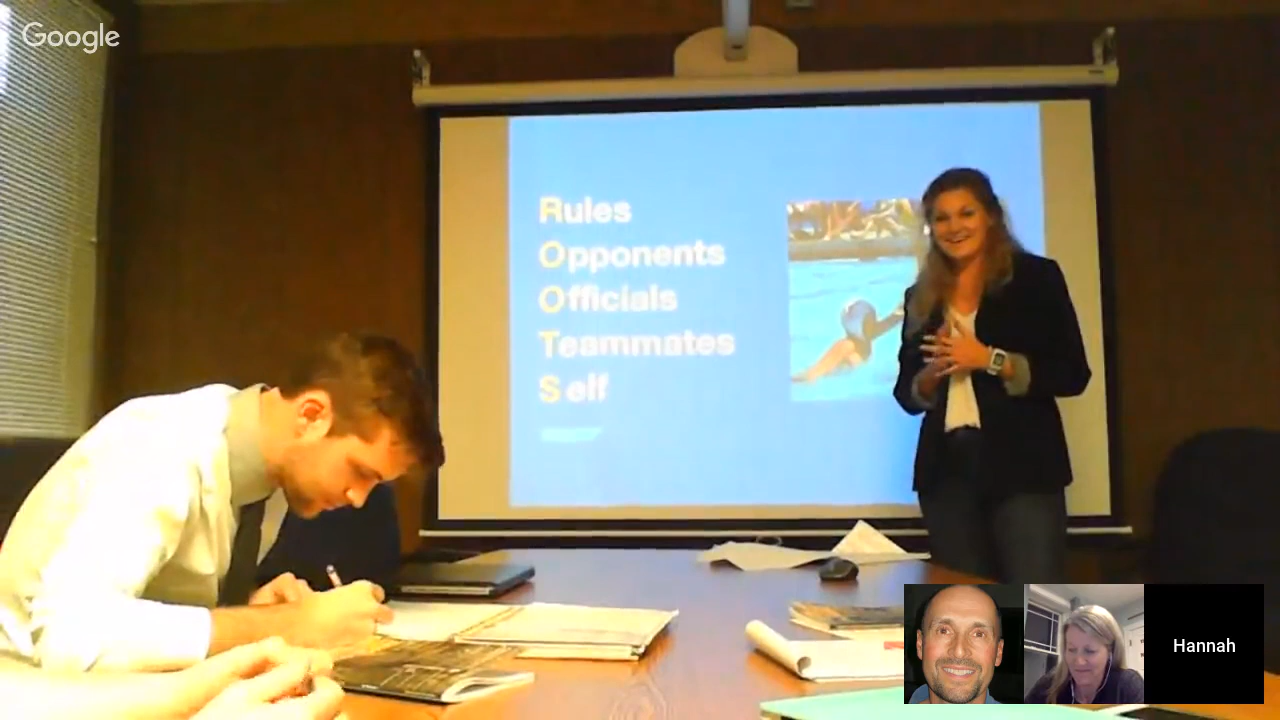 Google
Rules
Opponents
Officials
Teammates
Self
Hannah